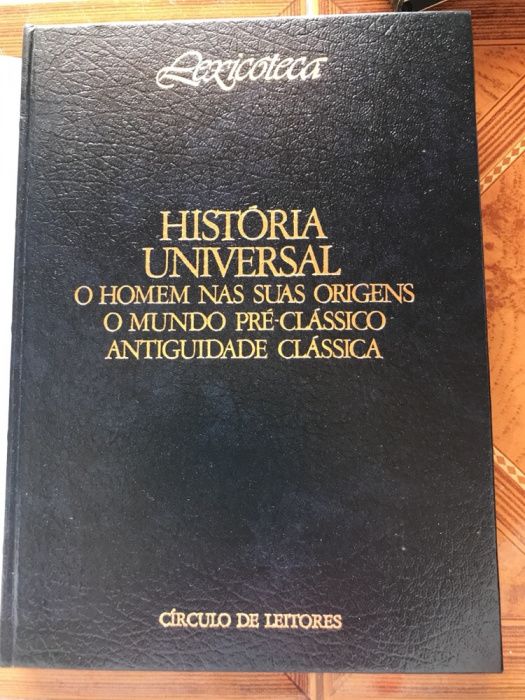 Lexicoteca
HISTÓRIA
UNIVERSAL
O HOMEM NAS SUAS ORIGENS
O MUNDO PRÉ-CLÁSSICO
ANTIGUIDADE CLÁSSICA
CÍRCULO DE LEITORES